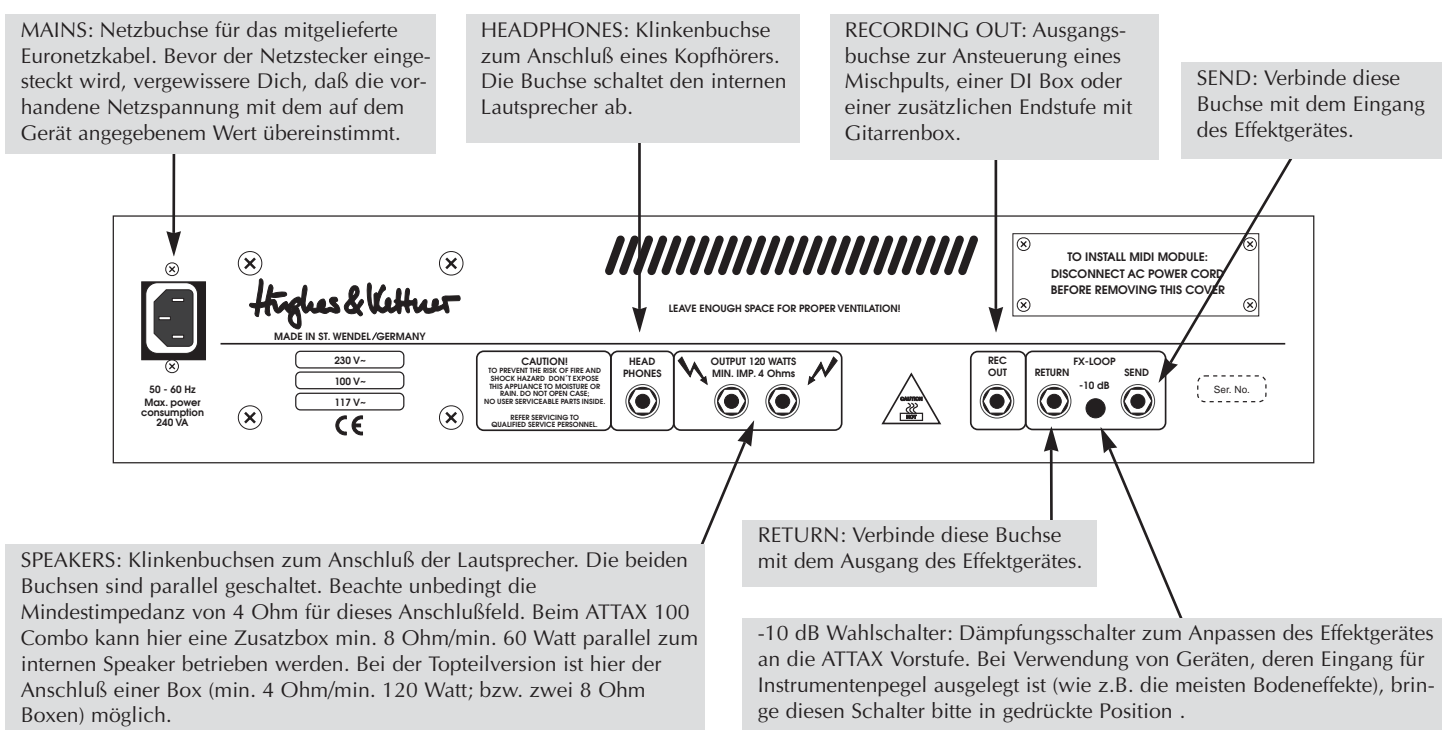 MAINS: Netzbuchse für das mitgelieferte
Euronetzkabel. Bevor der Netzstecker einge-
steckt wird, vergewissere Dich, daß die vor-
handene Netzspannung mit dem auf dem
Gerät angegebenem Wert übereinstimmt.
HEADPHONES: Klinkenbuchse
zum Anschluß eines Kopfhörers.
Die Buchse schaltet den internen
Lautsprecher ab.
RECORDING OUT: Ausgangs-
buchse zur Ansteuerung eines
Mischpults, einer DI Box oder
einer zusätzlichen Endstufe mit
Gitarrenbox.
SEND: Verbinde diese
Buchse mit dem Eingang
des Effektgerätes.
Hughes & Kettner
MADE IN ST. WENDEL/GERMANY
LEAVE ENOUGH SPACE FOR PROPER VENTILATION!
TO INSTALL MIDI MODULE:
DISCONNECT AC POWER CORD
BEFORE REMOVING THIS COVER
50 - 60 Hz
Max. power
consumption
240 VA
230 V~
100 V~
117 V~
CE
CAUTION!
TO PREVENT THE RISK OF FIRE AND
SHOCK HAZARD DON´T EXPOSE
THIS APPLIANCE TO MOISTURE OR
RAIN. DO NOT OPEN CASE;
NO USER SERVICEABLE PARTS INSIDE.
REFER SERVICING TO
QUALIFIED SERVICE PERSONNEL.
HEAD
PHONES
OUTPUT 120 WATTS
MIN. IMP. 4 Ohms
CAUTION
HOT
REC
OUT
FX-LOOP
RETURN
-10 dB
SEND
Ser. No.
SPEAKERS: Klinkenbuchsen zum Anschluß der Lautsprecher. Die beiden
Buchsen sind parallel geschaltet. Beachte unbedingt die
Mindestimpedanz von 4 Ohm für dieses Anschlußfeld. Beim ATTAX 100
Combo kann hier eine Zusatzbox min. 8 Ohm/min. 60 Watt parallel zum
internen Speaker betrieben werden. Bei der Topteilversion ist hier der
Anschluß einer Box (min. 4 Ohm/min. 120 Watt; bzw. zwei 8 Ohm
Boxen) möglich.
RETURN: Verbinde diese Buchse
mit dem Ausgang des Effektgerätes.
-10 dB Wahlschalter: Dämpfungsschalter zum Anpassen des Effektgerätes
an die ATTAX Vorstufe. Bei Verwendung von Geräten, deren Eingang für
Instrumentenpegel ausgelegt ist (wie z.B. die meisten Bodeneffekte), brin-
ge diesen Schalter bitte in gedrückte Position .